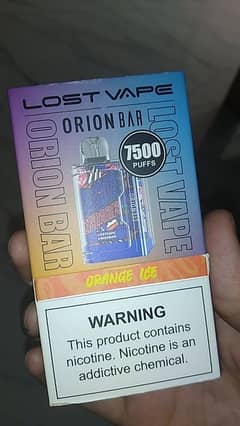 LOST VAPE
ORION BAR
7500
PUFFS
ORION BAR
LOST VAPE
ORANGE ICE
WARNING
This product contains
nicotine. Nicotine is an
addictive chemical.